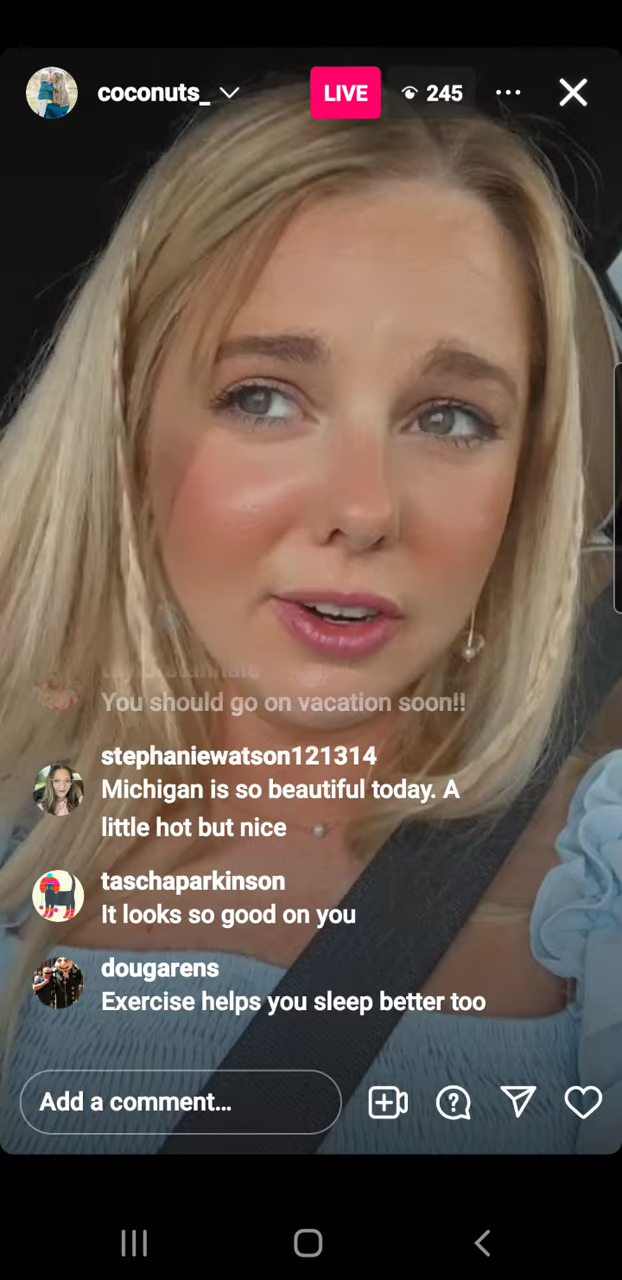 coconuts_
LIVE
245
You should go on vacation soon!!
stephaniewatson121314
Michigan is so beautiful today. A
little hot but nice
taschaparkinson
It looks so good on you
dougarens
Exercise helps you sleep better too
Add a comment...